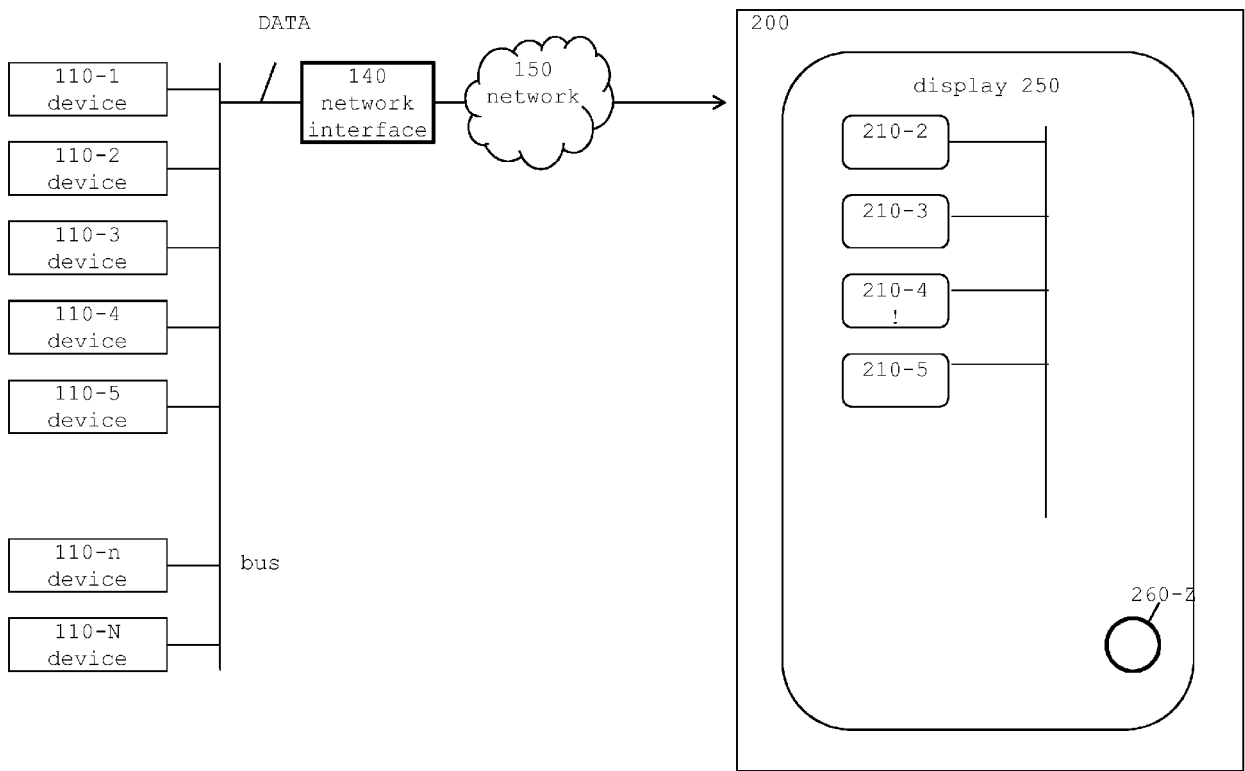 DATA
110-1
device
110-2
device
110-3
device
110-4
device
110-5
device
110-n
device
110-N
device
bus
140
network
interface
150
network
200
display 250
210-2
210-3
210-4
!
210-5
260-Z